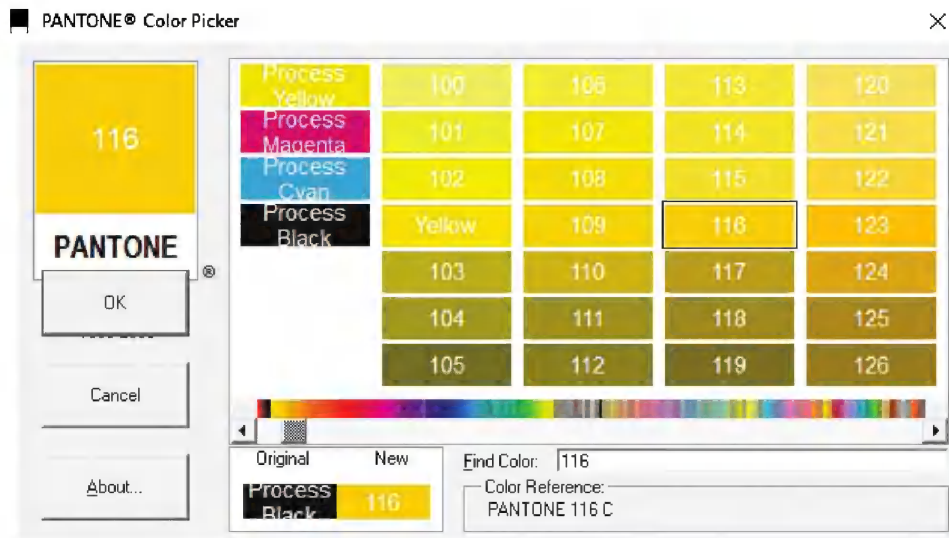 PANTONE® Color Picker
116
PANTONE
®
OK
Cancel
About...
Process
Yellow
100
106
113
120
Process
Magenta
101
107
114
121
Process
Cyan
102
108
115
122
Process
Black
Yellow
109
116
123
103
110
117
124
104
111
118
125
105
112
119
126
Original
New
Process
Black
116
Find Color:
116
Color Reference:
PANTONE 116 C